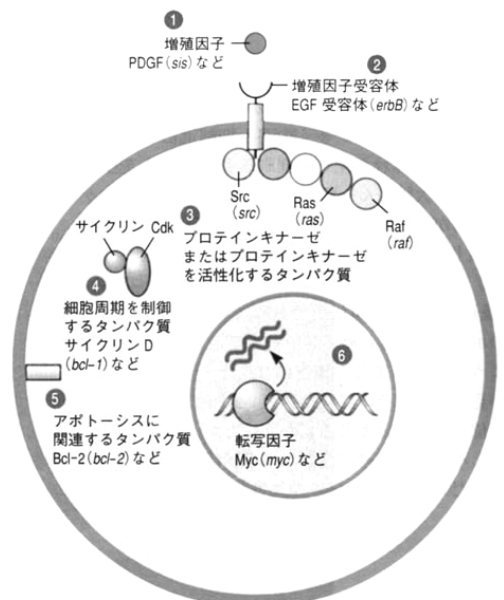 1
増殖因子
PDGF(sis)など
2
増殖因子受容体
EGF 受容体(erbB)など
Src
(src)
Ras
(ras)
Raf
(raf)
3
プロテインキナーゼ
またはプロテインキナーゼ
を活性化するタンパク質
サイクリン Cdk
4
細胞周期を制御
するタンパク質
サイクリン D
(bcl-1)など
5
アポトーシスに
関連するタンパク質
Bcl-2(bcl-2)など
6
転写因子
Myc(myc)など